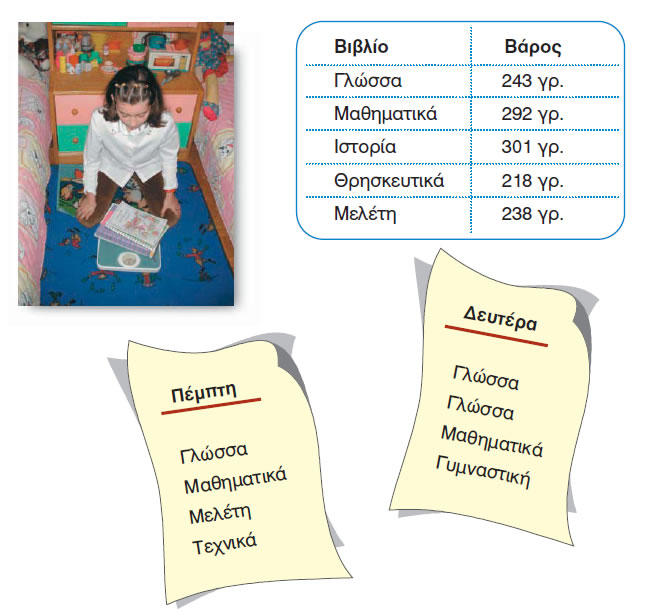 Βιβλίο Βάρος
Γλώσσα 243 γρ.
Μαθηματικά 292 γρ.
Ιστορία 301 γρ.
Θρησκευτικά 218 γρ.
Μελέτη 238 γρ.
Δευτέρα
Γλώσσα
Γλώσσα
Μαθηματικά
Γυμναστική
Πέμπτη
Γλώσσα
Μαθηματικά
Μελέτη
Τεχνικά